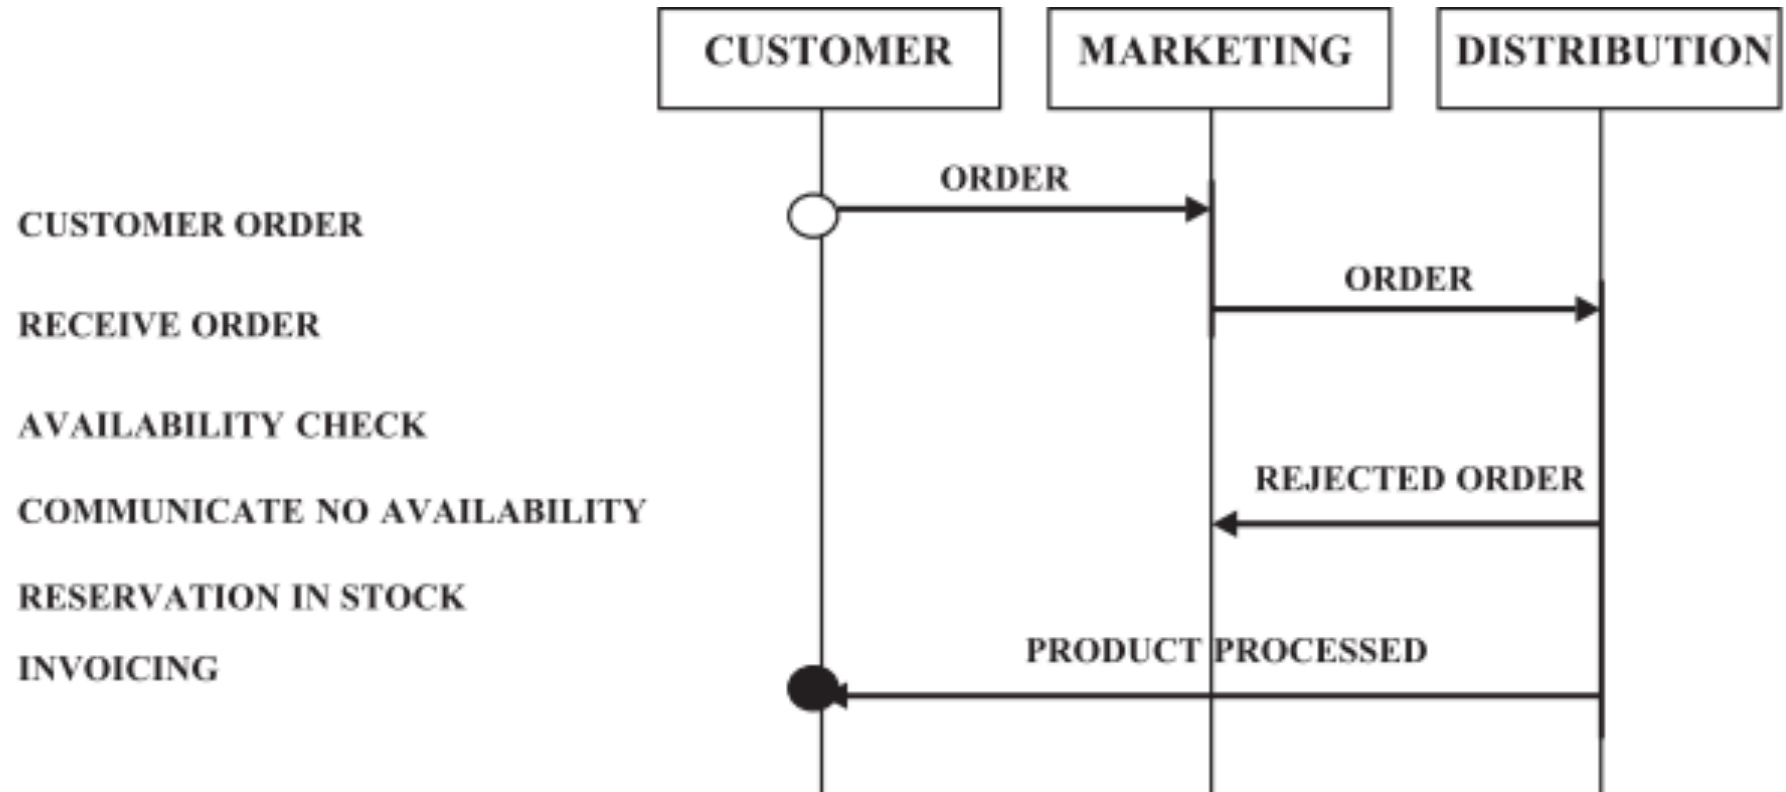 CUSTOMER
MARKETING
DISTRIBUTION
ORDER
CUSTOMER ORDER
ORDER
RECEIVE ORDER
AVAILABILITY CHECK
REJECTED ORDER
COMMUNICATE NO AVAILABILITY
RESERVATION IN STOCK
PRODUCT PROCESSED
INVOICING